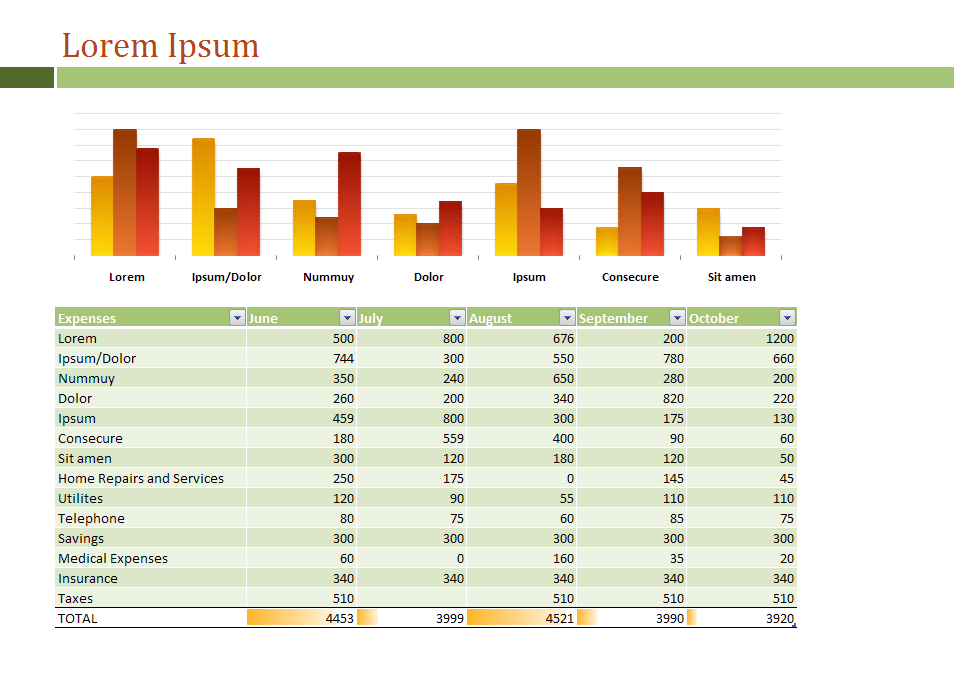 Lorem Ipsum
Lorem Ipsum/Dolor Nummuy Dolor Ipsum Consecure Sit amen
Expenses June July August September October
Lorem 500 800 676 200 1200
Ipsum/Dolor 744 300 550 780 660
Nummuy 350 240 650 280 200
Dolor 260 200 340 820 220
Ipsum 459 800 300 175 130
Consecure 180 559 400 90 60
Sit amen 300 120 180 120 50
Home Repairs and Services 250 175 0 145 45
Utilites 120 90 55 110 110
Telephone 80 75 60 85 75
Savings 300 300 300 300 300
Medical Expenses 60 0 160 35 20
Insurance 340 340 340 340 340
Taxes 510 510 510 510
TOTAL 4453 3999 4521 3990 3920